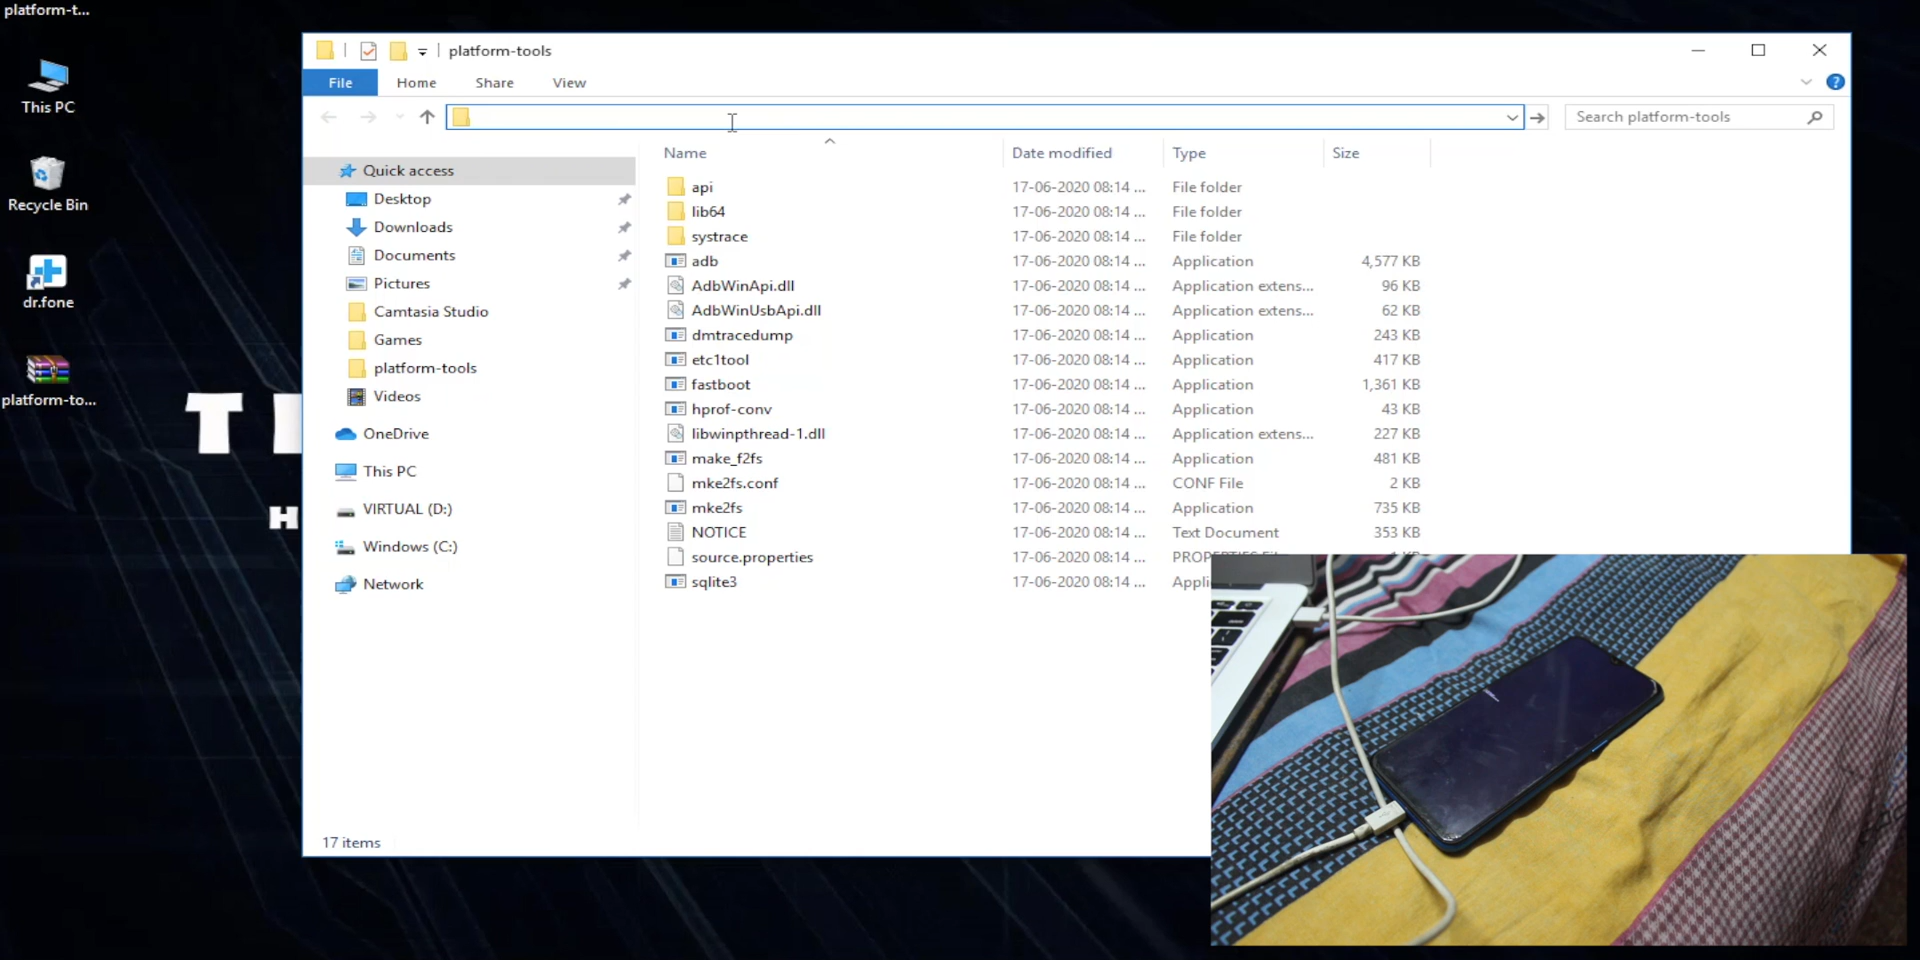 platform-t...
This PC
Recycle Bin
dr.fone
platform-to...
T
H
platform-tools
File Home Share View
Search platform-tools
Quick access
Desktop
Downloads
Documents
Pictures
Camtasia Studio
Games
platform-tools
Videos
OneDrive
This PC
VIRTUAL (D:)
Windows (C:)
Network
Name Date modified Type Size
api 17-06-2020 08:14 ... File folder
lib64 17-06-2020 08:14 ... File folder
systrace 17-06-2020 08:14 ... File folder
adb 17-06-2020 08:14 ... Application 4,577 KB
AdbWinApi.dll 17-06-2020 08:14 ... Application extens... 96 KB
AdbWinUsbApi.dll 17-06-2020 08:14 ... Application extens... 62 KB
dmtracedump 17-06-2020 08:14 ... Application 243 KB
etc1tool 17-06-2020 08:14 ... Application 417 KB
fastboot 17-06-2020 08:14 ... Application 1,361 KB
hprof-conv 17-06-2020 08:14 ... Application 43 KB
libwinpthread-1.dll 17-06-2020 08:14 ... Application extens... 227 KB
make_f2fs 17-06-2020 08:14 ... Application 481 KB
mke2fs.conf 17-06-2020 08:14 ... CONF File 2 KB
mke2fs 17-06-2020 08:14 ... Application 735 KB
NOTICE 17-06-2020 08:14 ... Text Document 353 KB
source.properties 17-06-2020 08:14 ...
sqlite3 17-06-2020 08:14 ...
17 items